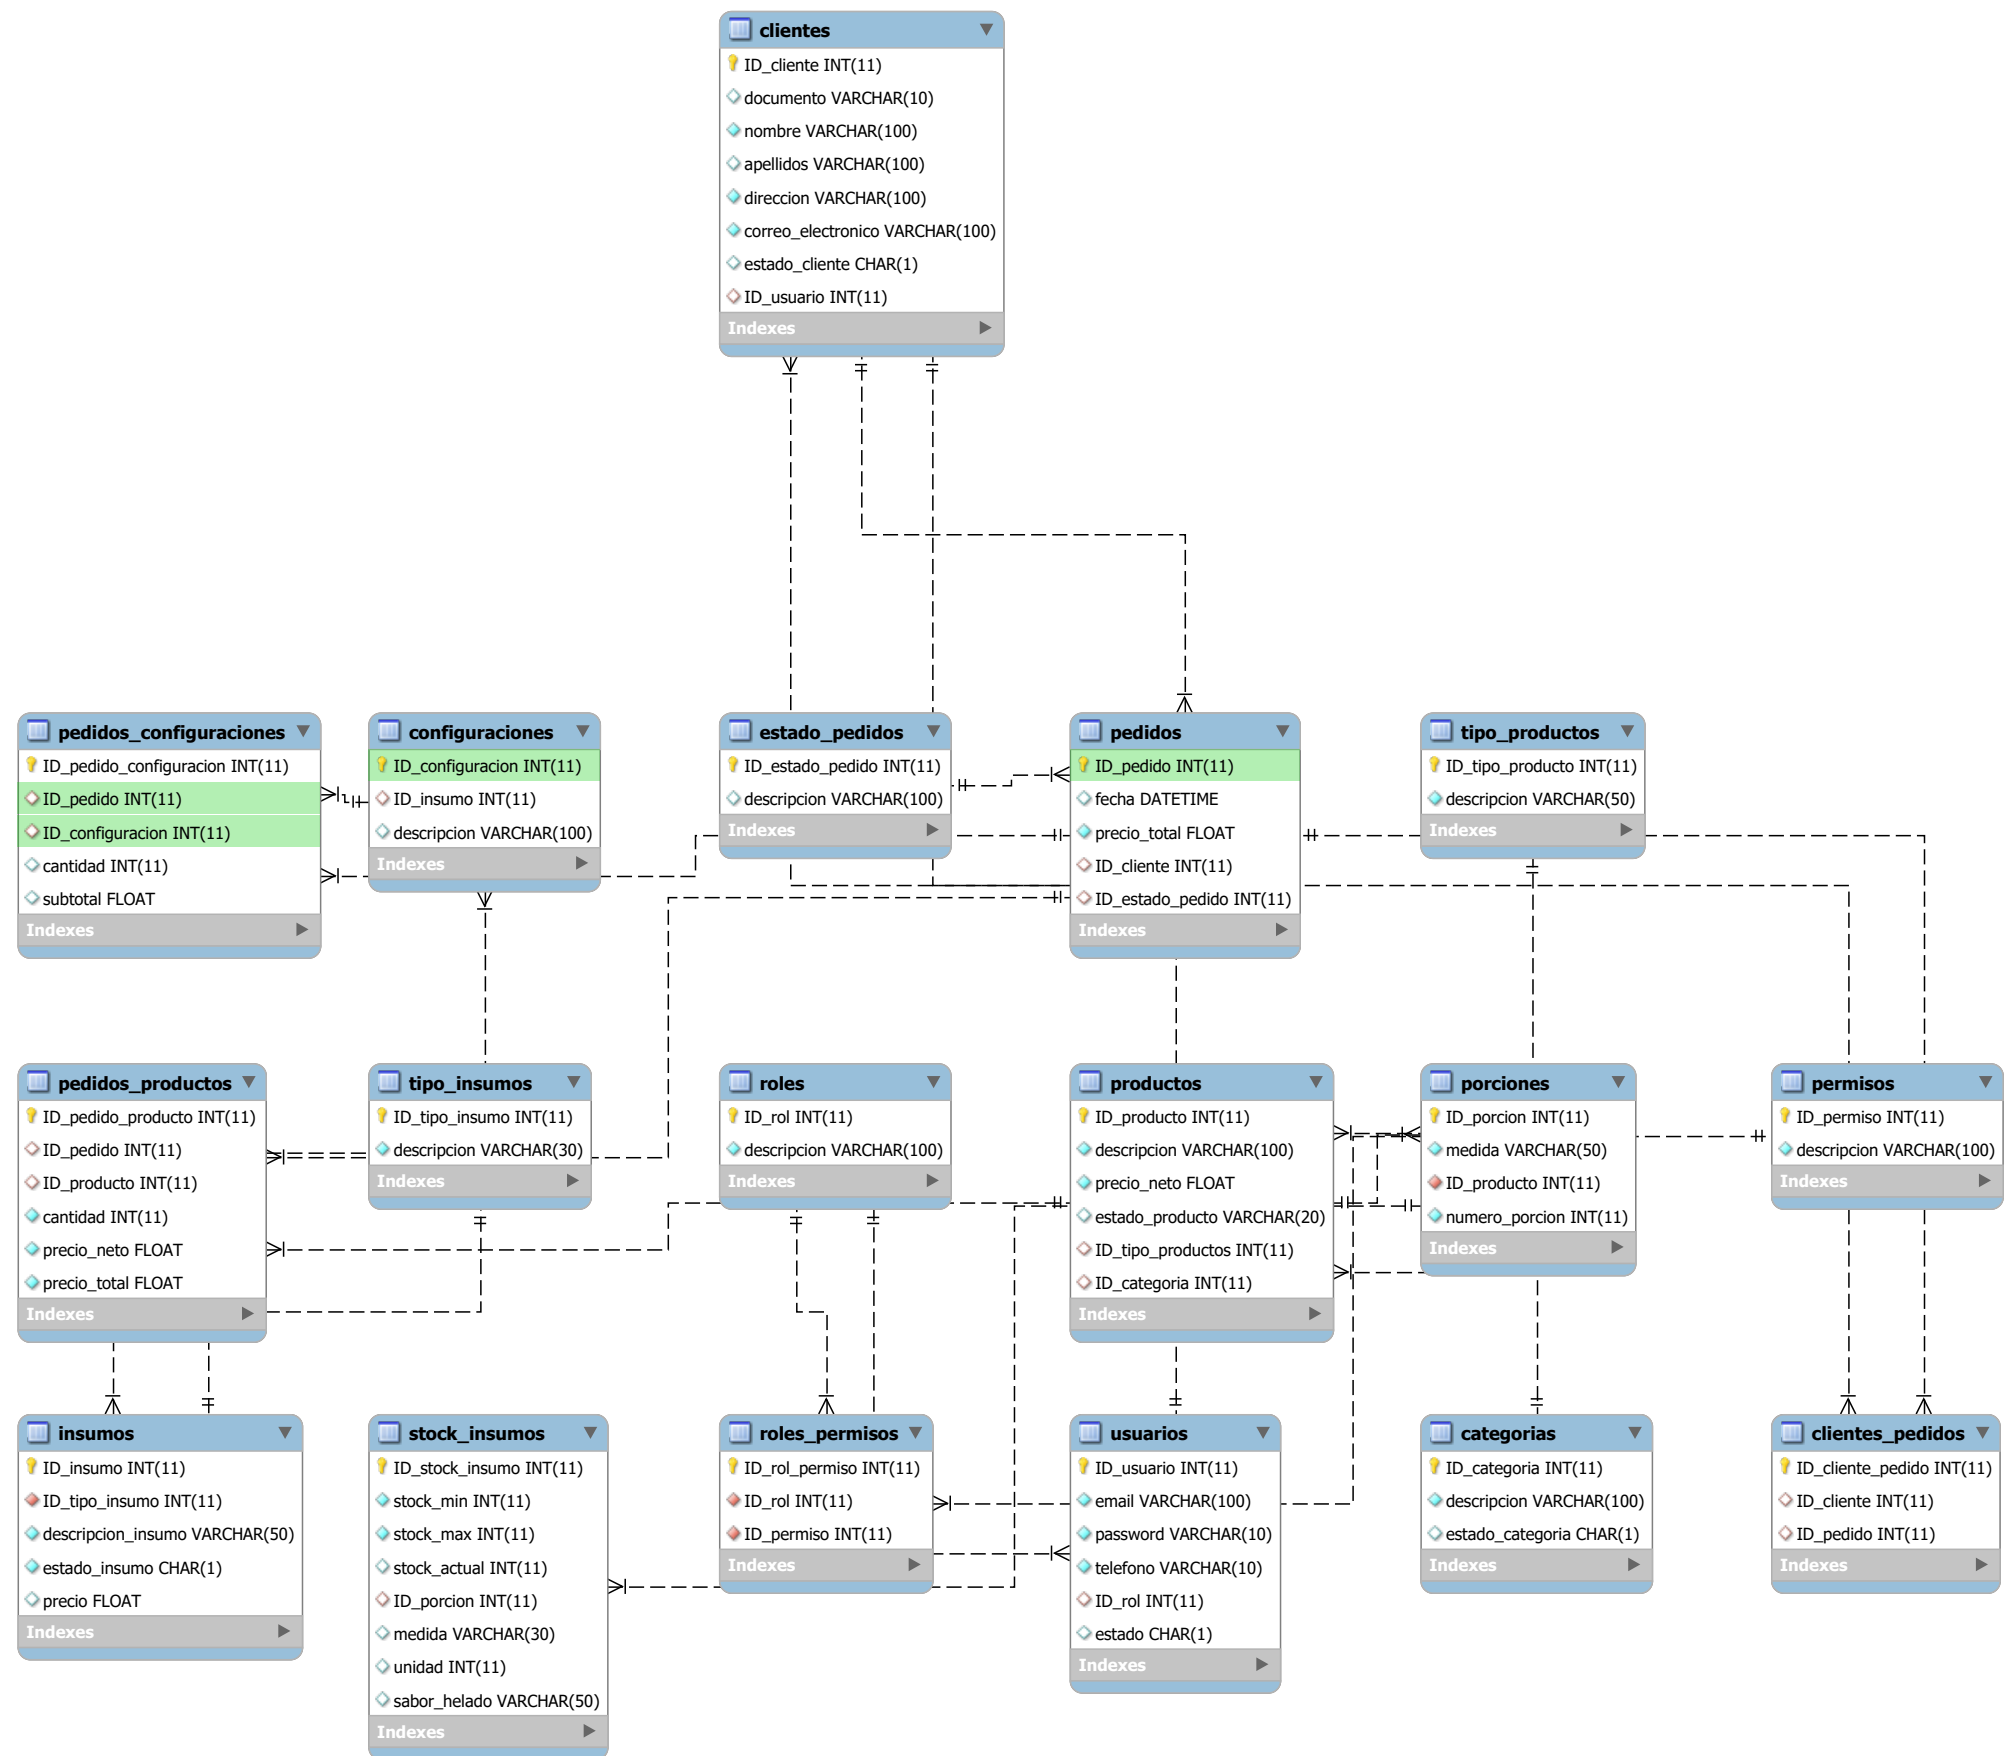 clientes
ID_cliente INT(11)
documento VARCHAR(10)
nombre VARCHAR(100)
apellidos VARCHAR(100)
direccion VARCHAR(100)
correo_electronico VARCHAR(100)
estado_cliente CHAR(1)
ID_usuario INT(11)
Indexes
pedidos_configuraciones
ID_pedido_configuracion INT(11)
ID_pedido INT(11)
ID_configuracion INT(11)
cantidad INT(11)
subtotal FLOAT
Indexes
configuraciones
ID_configuracion INT(11)
ID_insumo INT(11)
descripcion VARCHAR(100)
Indexes
estado_pedidos
ID_estado_pedido INT(11)
descripcion VARCHAR(100)
Indexes
pedidos
ID_pedido INT(11)
fecha DATETIME
precio_total FLOAT
ID_cliente INT(11)
ID_estado_pedido INT(11)
Indexes
tipo_productos
ID_tipo_producto INT(11)
descripcion VARCHAR(50)
Indexes
pedidos_productos
ID_pedido_producto INT(11)
ID_pedido INT(11)
ID_producto INT(11)
cantidad INT(11)
precio_neto FLOAT
precio_total FLOAT
Indexes
tipo_insumos
ID_tipo_insumo INT(11)
descripcion VARCHAR(30)
Indexes
roles
ID_rol INT(11)
descripcion VARCHAR(100)
Indexes
productos
ID_producto INT(11)
descripcion VARCHAR(100)
precio_neto FLOAT
estado_producto VARCHAR(20)
ID_tipo_productos INT(11)
ID_categoria INT(11)
Indexes
porciones
ID_porcion INT(11)
medida VARCHAR(50)
ID_producto INT(11)
numero_porcion INT(11)
Indexes
permisos
ID_permiso INT(11)
descripcion VARCHAR(100)
Indexes
insumos
ID_insumo INT(11)
ID_tipo_insumo INT(11)
descripcion_insumo VARCHAR(50)
estado_insumo CHAR(1)
precio FLOAT
Indexes
stock_insumos
ID_stock_insumo INT(11)
stock_min INT(11)
stock_max INT(11)
stock_actual INT(11)
ID_porcion INT(11)
medida VARCHAR(30)
unidad INT(11)
sabor_helado VARCHAR(50)
Indexes
roles_permisos
ID_rol_permiso INT(11)
ID_rol INT(11)
ID_permiso INT(11)
Indexes
usuarios
ID_usuario INT(11)
email VARCHAR(100)
password VARCHAR(10)
telefono VARCHAR(10)
ID_rol INT(11)
estado CHAR(1)
Indexes
categorias
ID_categoria INT(11)
descripcion VARCHAR(100)
estado_categoria CHAR(1)
Indexes
clientes_pedidos
ID_cliente_pedido INT(11)
ID_cliente INT(11)
ID_pedido INT(11)
Indexes